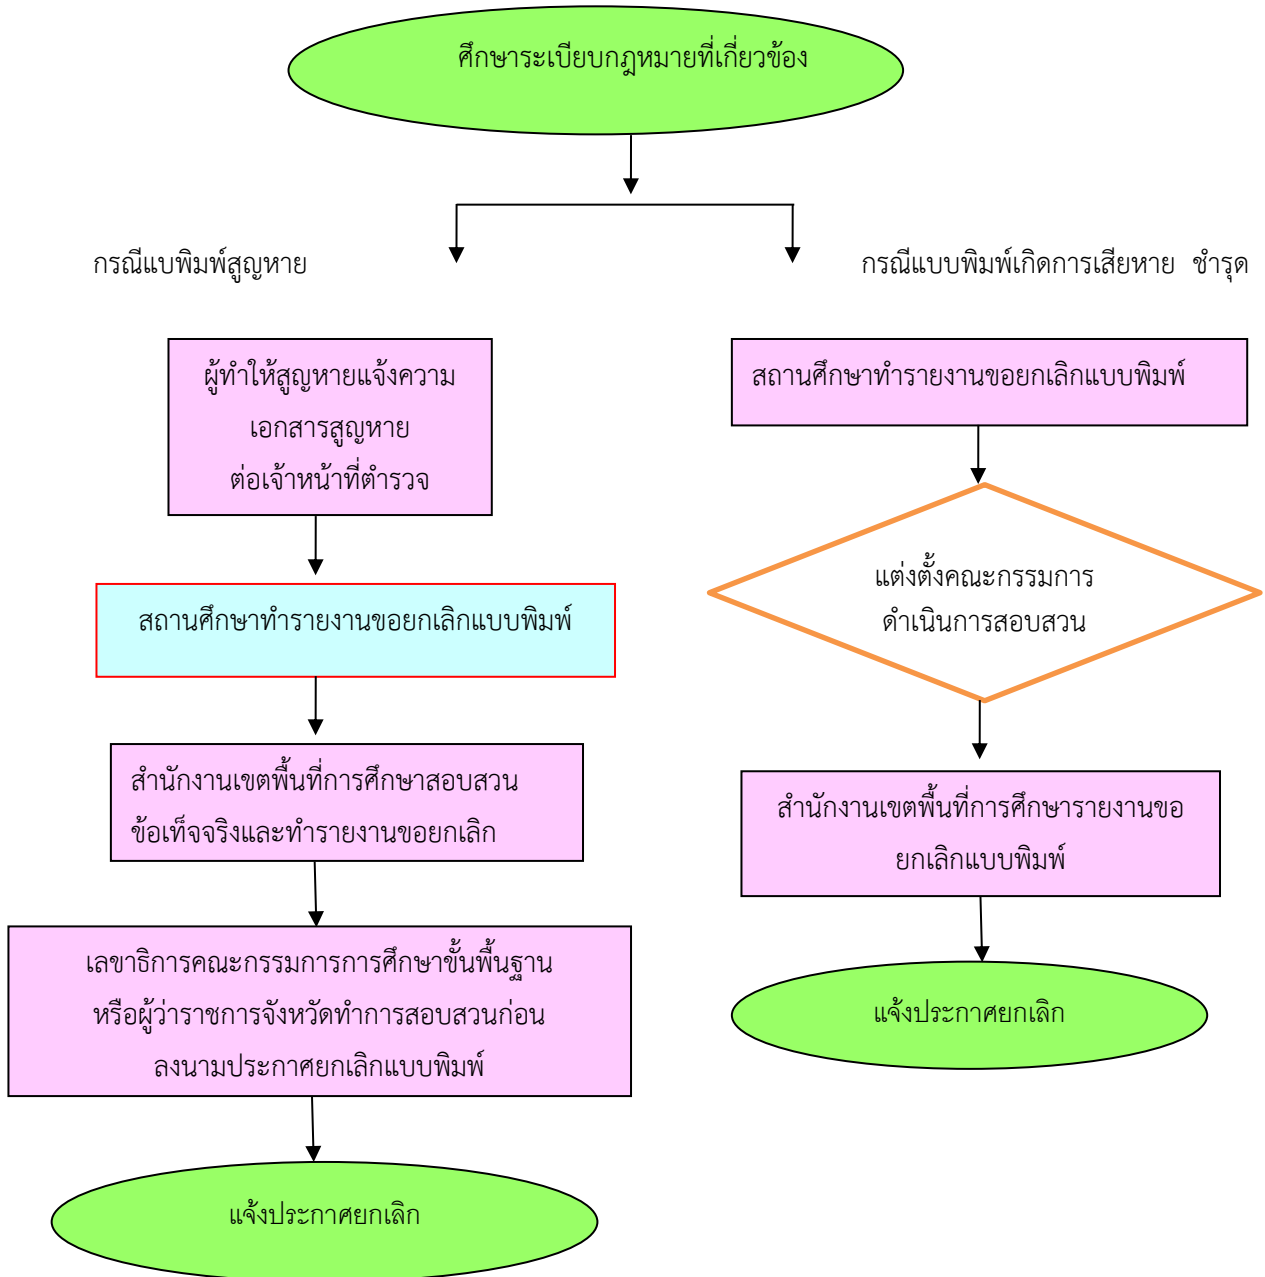 ศึกษาระเบียบกฎหมายที่เกี่ยวข้อง
กรณีแบพิมพ์สูญหาย
กรณีแบบพิมพ์เกิดการเสียหาย ชำรุด
ผู้ทำให้สูญหายแจ้งความ
เอกสารสูญหาย
ต่อเจ้าหน้าที่ตำรวจ
สถานศึกษาทำรายงานขอยกเลิกแบบพิมพ์
สำนักงานเขตพื้นที่การศึกษาสอบสวน
ข้อเท็จจริงและทำรายงานขอยกเลิก
เลขาธิการคณะกรรมการการศึกษาขั้นพื้นฐาน
หรือผู้ว่าราชการจังหวัดทำการสอบสวนก่อน
ลงนามประกาศยกเลิกแบบพิมพ์
แจ้งประกาศยกเลิก
สถานศึกษาทำรายงานขอยกเลิกแบบพิมพ์
แต่งตั้งคณะกรรมการ
ดำเนินการสอบสวน
สำนักงานเขตพื้นที่การศึกษารายงานขอ
ยกเลิกแบบพิมพ์
แจ้งประกาศยกเลิก